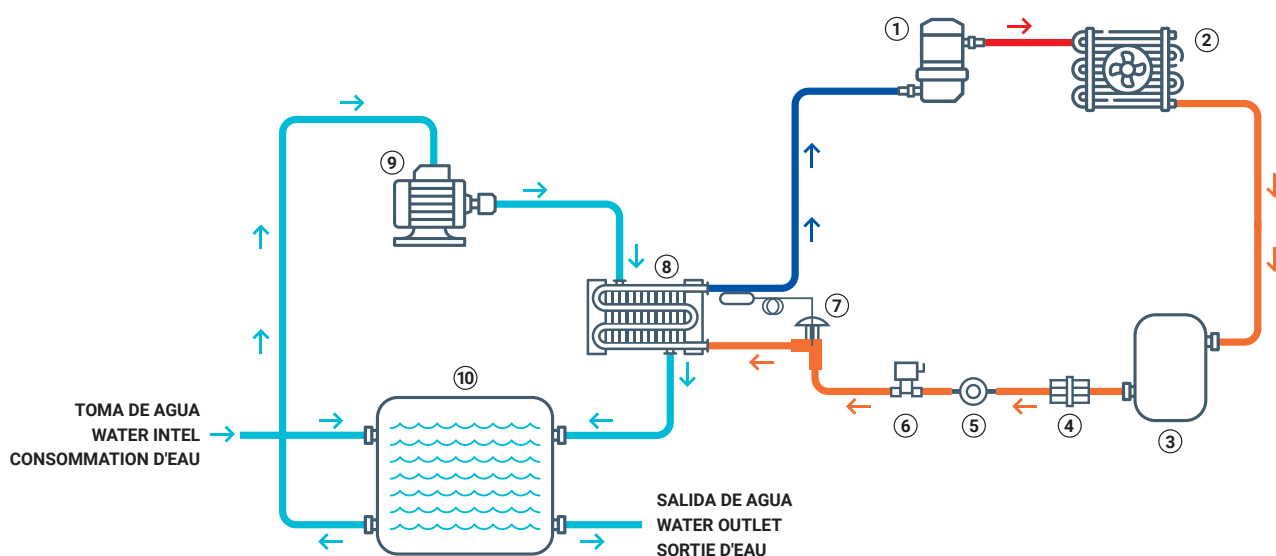 ①
②
⑨
⑧
⑦
⑩
TOMA DE AGUA
WATER INTEL
CONSOMMATION D'EAU
⑥
⑤
④
③
SALIDA DE AGUA
WATER OUTLET
SORTIE D'EAU